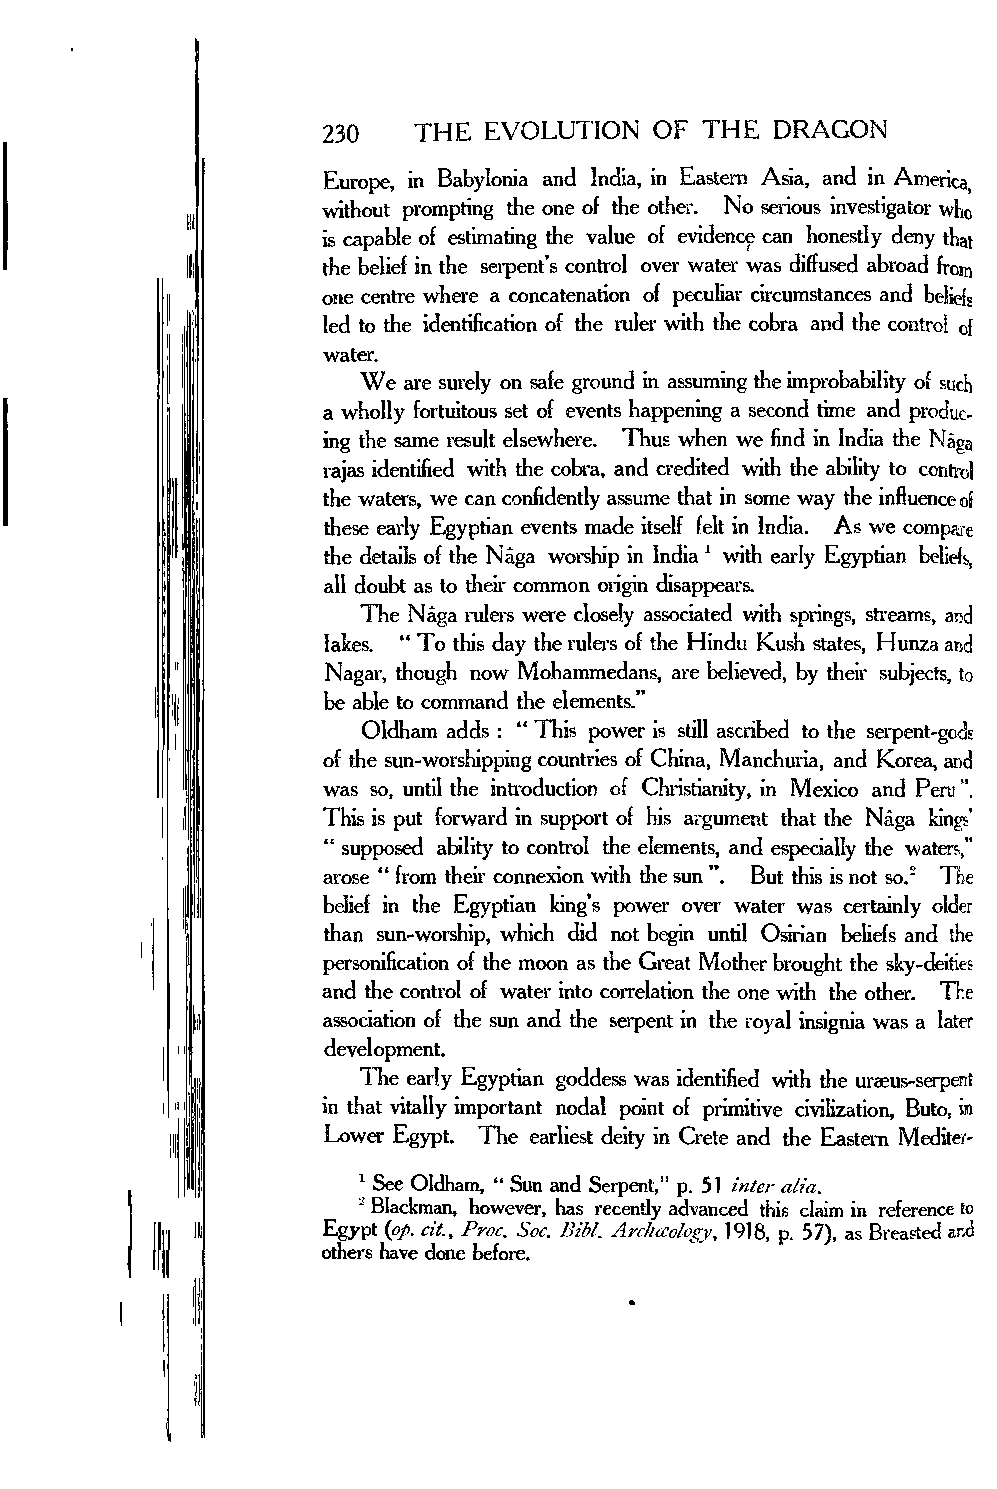 230 THE EVOLUTION OF THE DRAGON
Europe, in Babylonia and India, in Eastern Asia, and in America,
without prompting the one of the other. No serious investigator who
is capable of estimating the value of evidence can honestly deny that
the belief in the serpent's control over water was diffused abroad from
one centre where a concatenation of peculiar circumstances and beliefs
led to the identification of the ruler with the cobra and the control of
water.
We are surely on safe ground in assuming the improbability of such
a wholly fortuitous set of events happening a second time and produc-
ing the same result elsewhere. Thus when we find in India the Nâga
rajas identified with the cobra, and credited with the ability to control
the waters, we can confidently assume that in some way the influence of
these early Egyptian events made itself felt in India. As we compare
the details of the Nâga worship in India ¹ with early Egyptian beliefs,
all doubt as to their common origin disappears.
The Nâga rulers were closely associated with springs, streams, and
lakes. " To this day the rulers of the Hindu Kush states, Hunza and
Nagar, though now Mohammedans, are believed, by their subjects, to
be able to command the elements."
Oldham adds : " This power is still ascribed to the serpent-gods
of the sun-worshipping countries of China, Manchuria, and Korea, and
was so, until the introduction of Christianity, in Mexico and Peru ".
This is put forward in support of his argument that the Nâga kings'
" supposed ability to control the elements, and especially the waters,"
arose " from their connexion with the sun ". But this is not so.² The
belief in the Egyptian king's power over water was certainly older
than sun-worship, which did not begin until Osirian beliefs and the
personification of the moon as the Great Mother brought the sky-deities
and the control of water into correlation the one with the other. The
association of the sun and the serpent in the royal insignia was a later
development.
The early Egyptian goddess was identified with the uræus-serpent
in that vitally important nodal point of primitive civilization, Buto, in
Lower Egypt. The earliest deity in Crete and the Eastern Mediter-
¹ See Oldham, " Sun and Serpent," p. 51 inter alia.
² Blackman, however, has recently advanced this claim in reference to
Egypt (op. cit., Proc. Soc. Bibl. Archæology, 1918, p. 57), as Breasted and
others have done before.